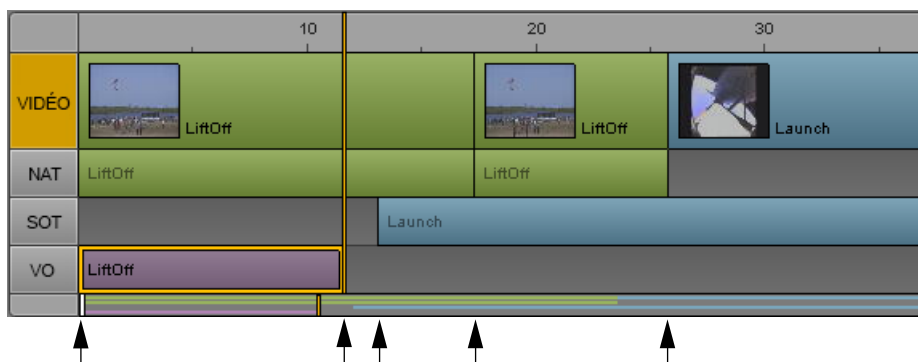 10 20 30
VIDÉO LiftOff LiftOff Launch
NAT LiftOff LiftOff
SOT Launch
VO LiftOff